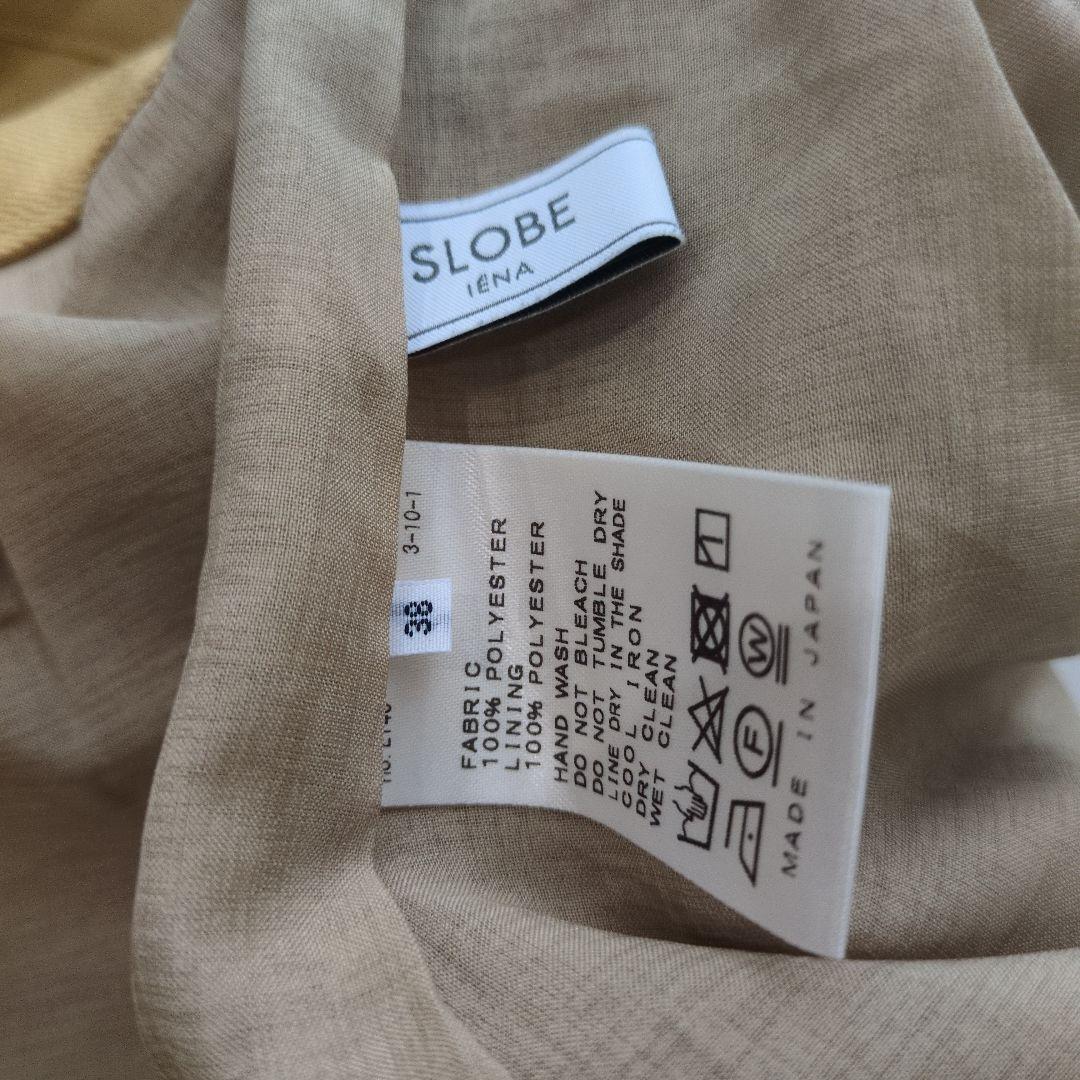 SLOBE
IÉNA
3-10-1
38
FABRIC
100% POLYESTER
LINING
100% POLYESTER
HAND WASH
DO NOT BLEACH
DO NOT TUMBLE DRY
LINE DRY IN THE SHADE
COOL IRON
DRY CLEAN
WET CLEAN
F
W
MADE IN JAPAN